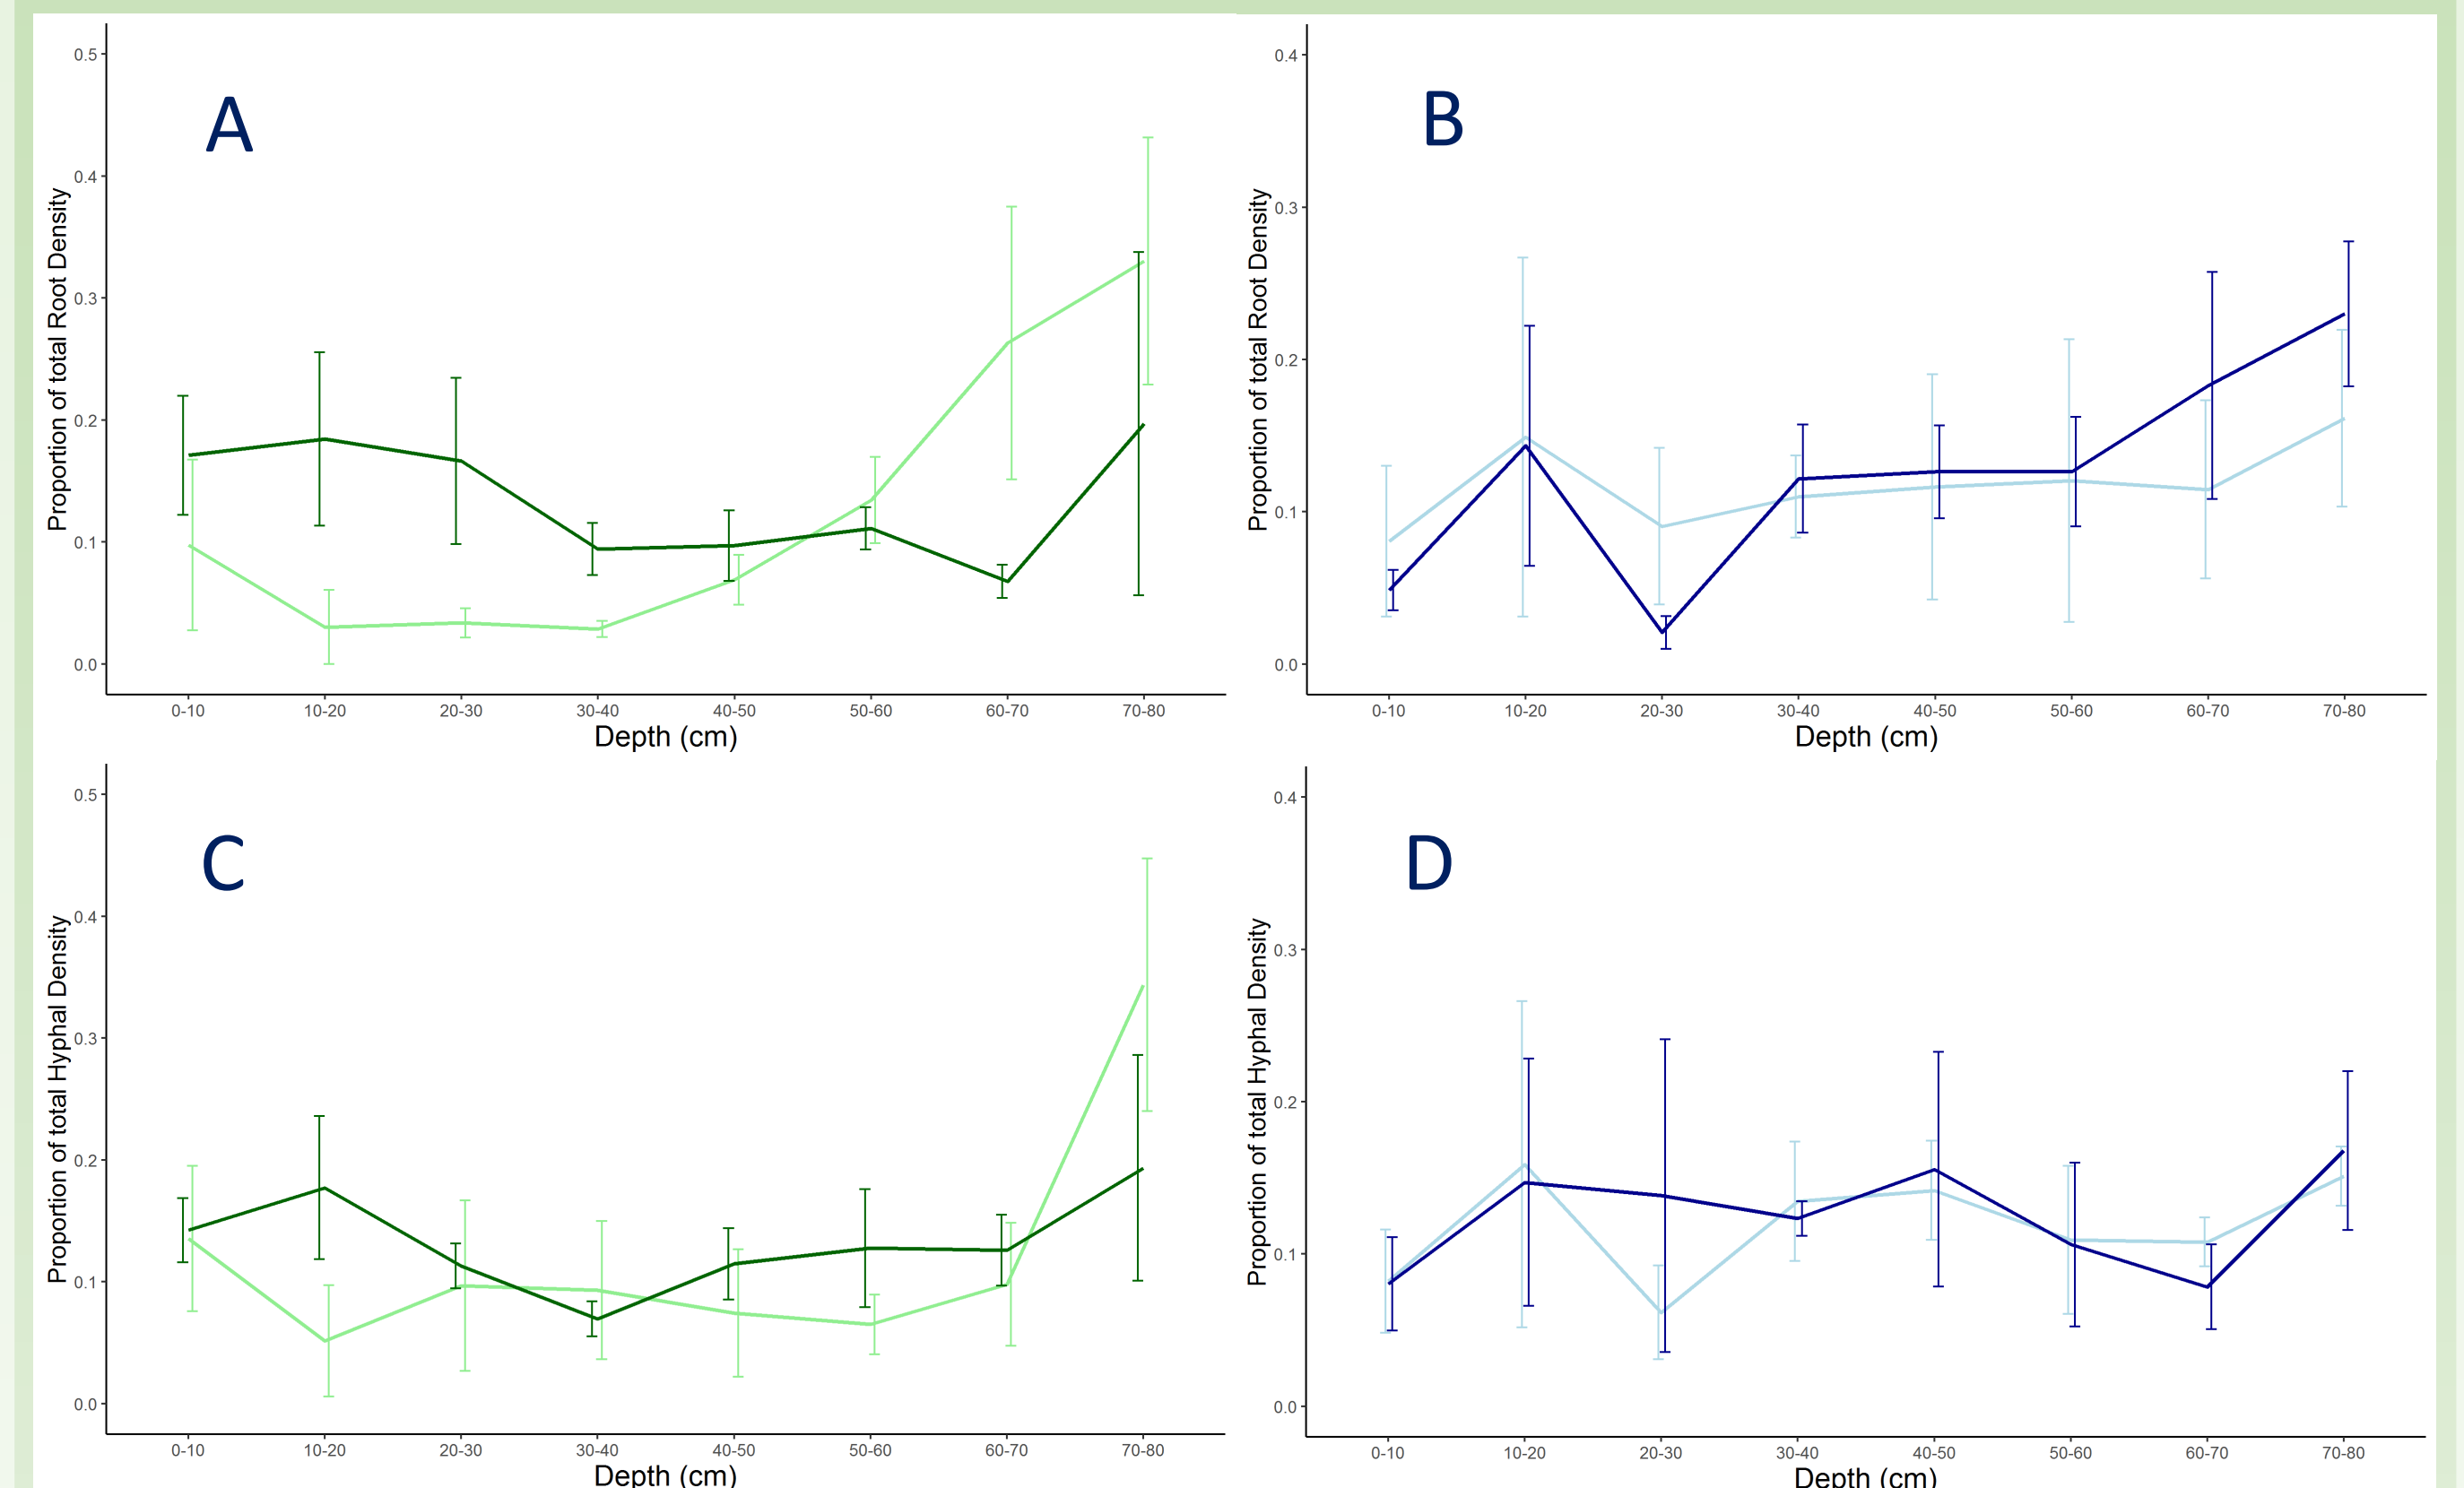 A
Proportion of total Root Density
0.5
0.4
0.3
0.2
0.1
0.0
0-10 10-20 20-30 30-40 40-50 50-60 60-70 70-80
Depth (cm)
B
Proportion of total Root Density
0.4
0.3
0.2
0.1
0.0
0-10 10-20 20-30 30-40 40-50 50-60 60-70 70-80
Depth (cm)
C
Proportion of total Hyphal Density
0.5
0.4
0.3
0.2
0.1
0.0
0-10 10-20 20-30 30-40 40-50 50-60 60-70 70-80
Depth (cm)
D
Proportion of total Hyphal Density
0.4
0.3
0.2
0.1
0.0
0-10 10-20 20-30 30-40 40-50 50-60 60-70 70-80
Depth (cm)